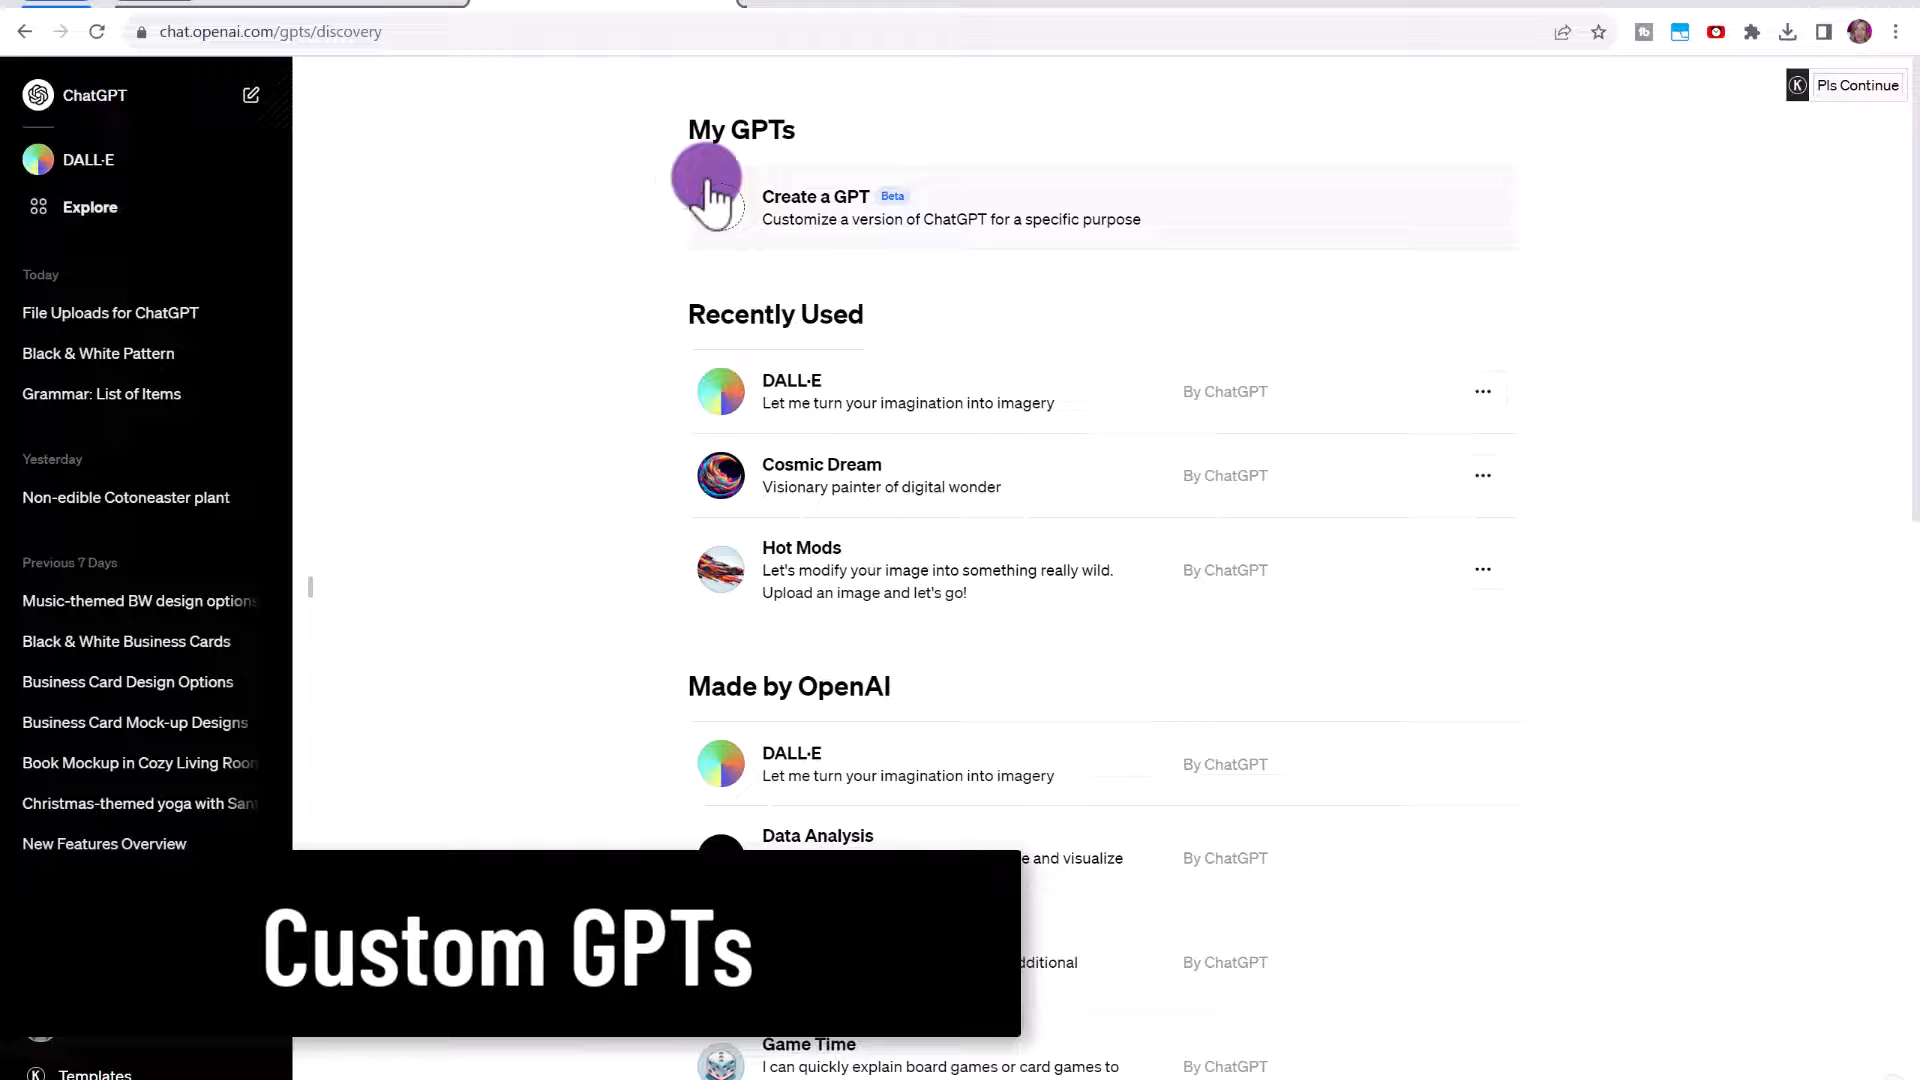 chat.openai.com/gpts/discovery
Pls Continue
ChatGPT
DALL·E
Explore
Today
File Uploads for ChatGPT
Black & White Pattern
Grammar: List of Items
Yesterday
Non-edible Cotoneaster plant
Previous 7 Days
Music-themed BW design options
Black & White Business Cards
Business Card Design Options
Business Card Mock-up Designs
Book Mockup in Cozy Living Room
Christmas-themed yoga with San
New Features Overview
Templates
My GPTs
Create a GPT Beta
Customize a version of ChatGPT for a specific purpose
Recently Used
DALL·E
Let me turn your imagination into imagery
By ChatGPT
Cosmic Dream
Visionary painter of digital wonder
By ChatGPT
Hot Mods
Let's modify your image into something really wild.
Upload an image and let's go!
By ChatGPT
Made by OpenAI
DALL·E
Let me turn your imagination into imagery
By ChatGPT
Data Analysis
e and visualize
By ChatGPT
dditional
By ChatGPT
Game Time
I can quickly explain board games or card games to
By ChatGPT
Custom GPTs